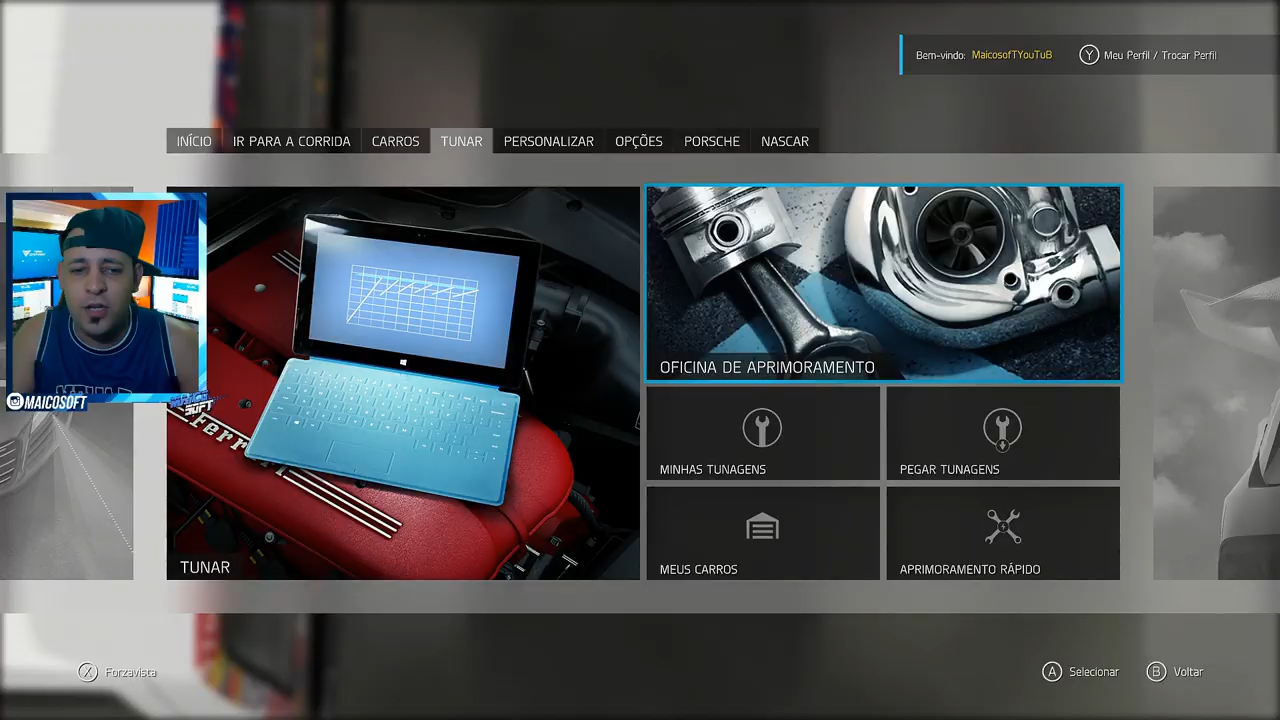 Bem-vindo: MaicosofTYouTuB
Y Meu Perfil / Trocar Perfil
INÍCIO
IR PARA A CORRIDA
CARROS
TUNAR
PERSONALIZAR
OPÇÕES
PORSCHE
NASCAR
MAICOSOFT
Ferr
TUNAR
OFICINA DE APRIMORAMENTO
MINHAS TUNAGENS
PEGAR TUNAGENS
MEUS CARROS
APRIMORAMENTO RÁPIDO
X Forzavista
A Selecionar
B Voltar